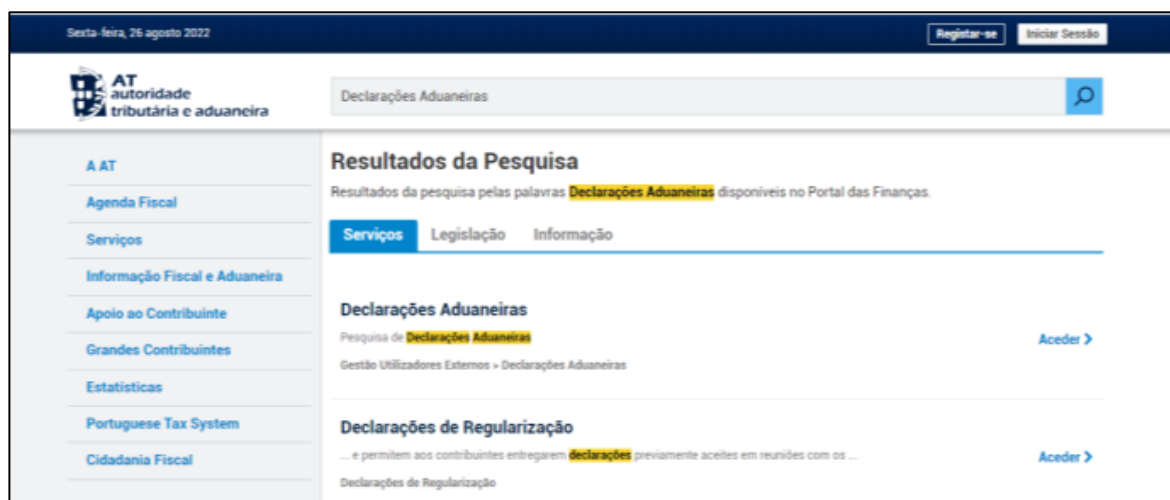 Sexta-feira, 26 agosto 2022
Registar-se
Iniciar Sessão
AT
autoridade
tributária e aduaneira
Declarações Aduaneiras
A AT
Agenda Fiscal
Serviços
Informação Fiscal e Aduaneira
Apoio ao Contribuinte
Grandes Contribuintes
Estatísticas
Portuguese Tax System
Cidadania Fiscal
Resultados da Pesquisa
Resultados da pesquisa pelas palavras Declarações Aduaneiras disponíveis no Portal das Finanças.
Serviços Legislação Informação
Declarações Aduaneiras
Pesquisa de Declarações Aduaneiras
Aceder >
Gestão Utilizadores Externos » Declarações Aduaneiras
Declarações de Regularização
... e permitem aos contribuintes entregarem declarações previamente aceites em reuniões com os ...
Aceder >
Declarações de Regularização